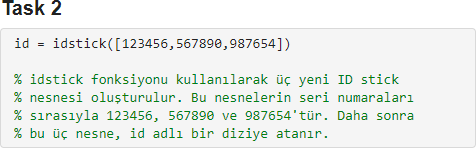 Task 2
id = idstick([123456,567890,987654])
% idstick fonksiyonu kullanılarak üç yeni ID stick
% nesnesi oluşturulur. Bu nesnelerin seri numaraları
% sırasıyla 123456, 567890 ve 987654'tür. Daha sonra
% bu üç nesne, id adlı bir diziye atanır.